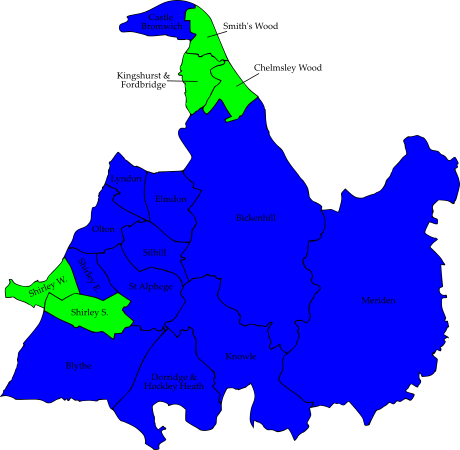 Castle
Bromwich
Smith's Wood
Chelmsley Wood
Kingshurst &
Fordbridge
Lyndon
Elmdon
Bickenhill
Olton
Silhill
Shirley E.
St Alphege
Shirley W.
Shirley S.
Meriden
Knowle
Blythe
Dorridge &
Hockley Heath